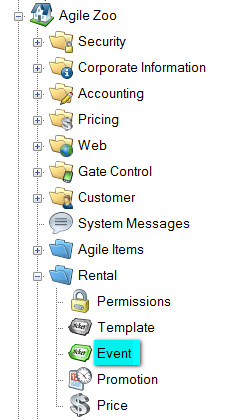 Agile Zoo
Security
Corporate Information
Accounting
Pricing
Web
Gate Control
Customer
System Messages
Agile Items
Rental
Permissions
Template
Event
Promotion
Price